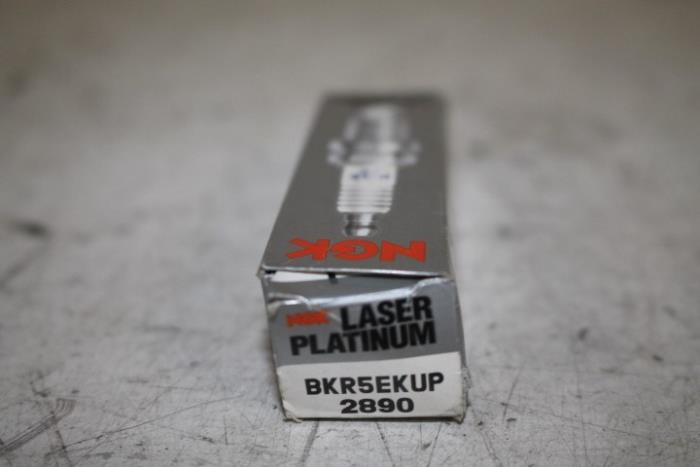 NGK
NGK LASER
PLATINUM
BKR5EKUP
2890